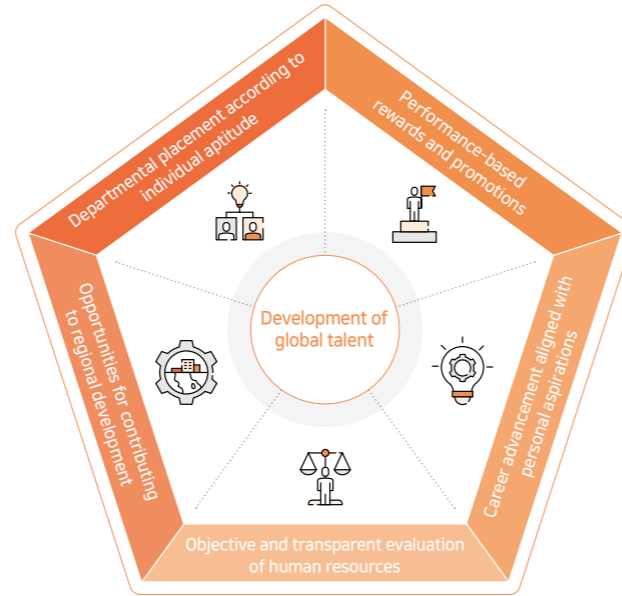 Departmental placement according to
individual aptitude
Performance-based
rewards and promotions
Opportunities for contributing
to regional development
Development of
global talent
Career advancement aligned with
personal aspirations
Objective and transparent evaluation
of human resources